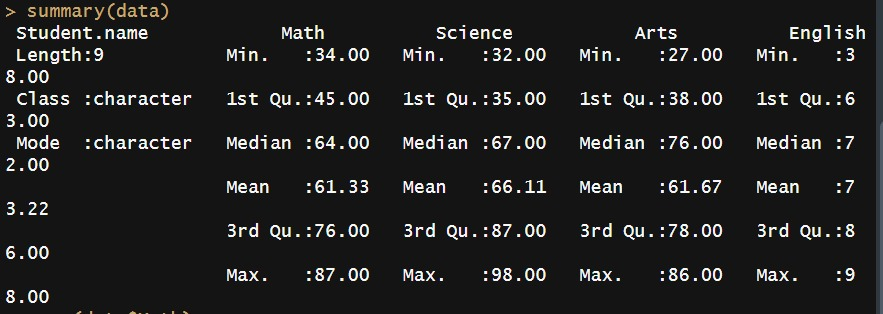 > summary(data)
Student.name Math Science Arts English
Length:9 Min. :34.00 Min. :32.00 Min. :27.00 Min. :3
8.00
Class :character 1st Qu.:45.00 1st Qu.:35.00 1st Qu.:38.00 1st Qu.:6
3.00
Mode :character Median :64.00 Median :67.00 Median :76.00 Median :7
2.00
Mean :61.33 Mean :66.11 Mean :61.67 Mean :7
3.22
3rd Qu.:76.00 3rd Qu.:87.00 3rd Qu.:78.00 3rd Qu.:8
6.00
Max. :87.00 Max. :98.00 Max. :86.00 Max. :9
8.00